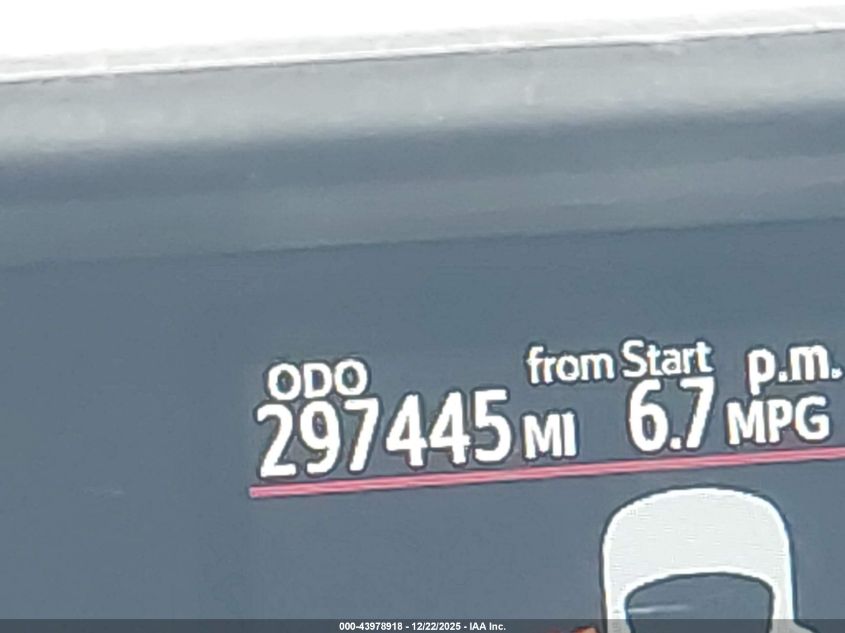 ODO from Start p.m.
297445 MI 6.7 MPG
000-43978918 - 12/22/2025 - IAA Inc.